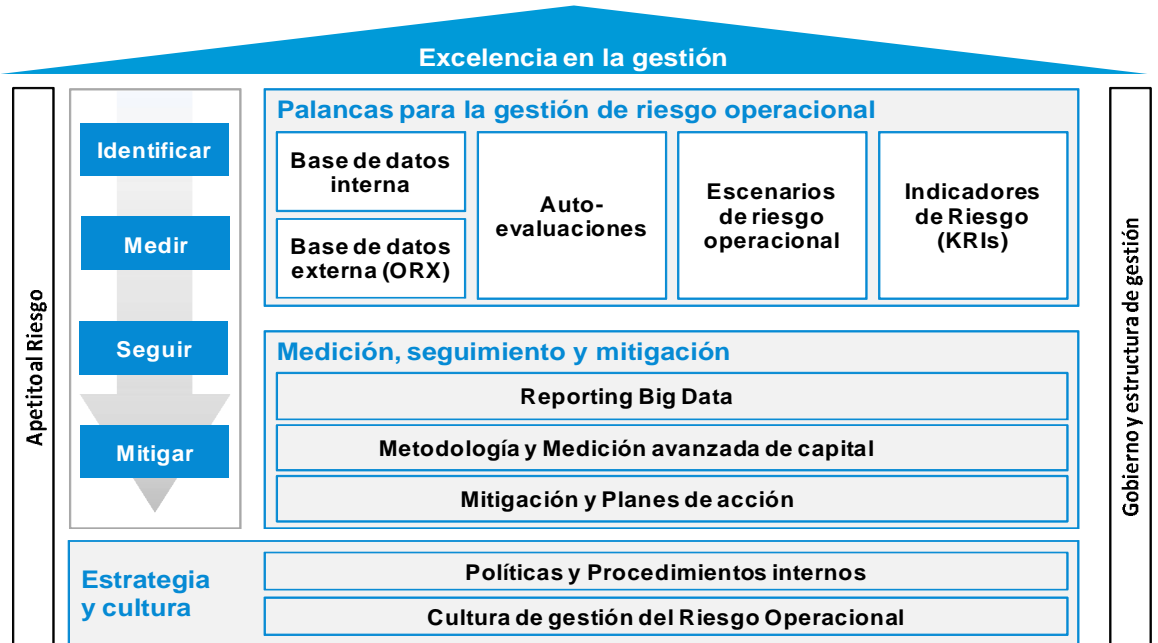 Excelencia en la gestión
Apetito al Riesgo
Identificar
Medir
Seguir
Mitigar
Palancas para la gestión de riesgo operacional
Base de datos
interna
Base de datos
externa (ORX)
Auto-
evaluaciones
Escenarios
de riesgo
operacional
Indicadores
de Riesgo
(KRIs)
Medición, seguimiento y mitigación
Reporting Big Data
Metodología y Medición avanzada de capital
Mitigación y Planes de acción
Estrategia
y cultura
Políticas y Procedimientos internos
Cultura de gestión del Riesgo Operacional
Gobierno y estructura de gestión